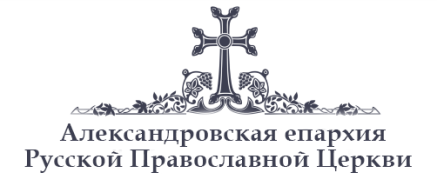 Александровская епархия
Русской Православной Церкви